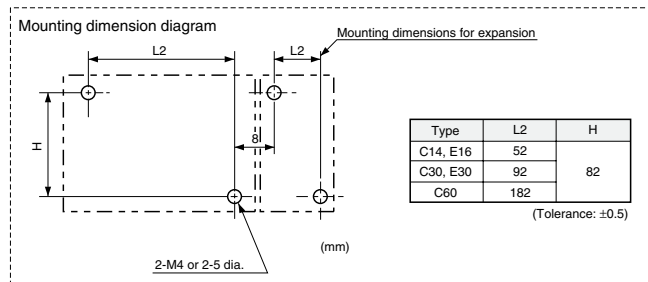 Mounting dimension diagram
L2
L2
Mounting dimensions for expansion
H
8
Type L2 H
C14, E16 52
C30, E30 92 82
C60 182
(Tolerance: ±0.5)
(mm)
2-M4 or 2-5 dia.